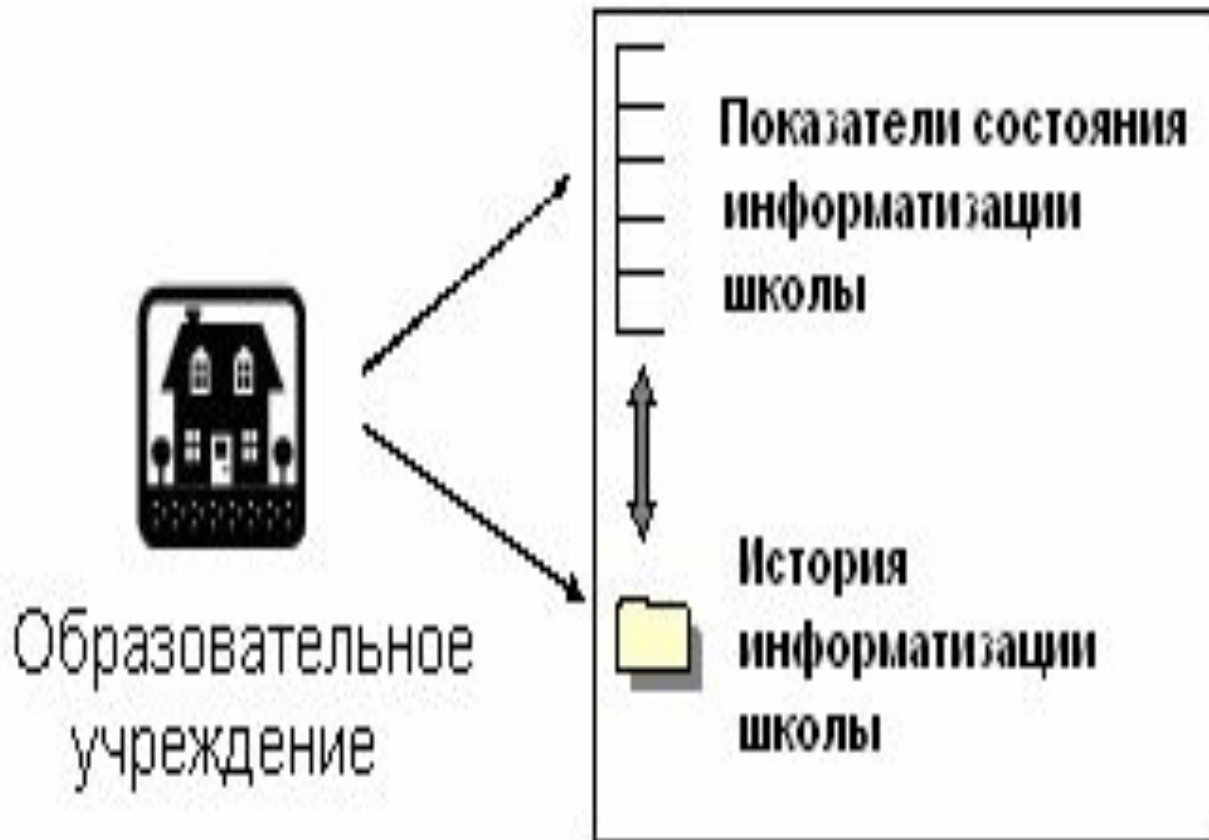 Показатели состояния
информатизации
школы
Образовательное
учреждение
История
информатизации
школы